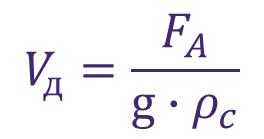 V_д = F_A / (g · ρ_c)